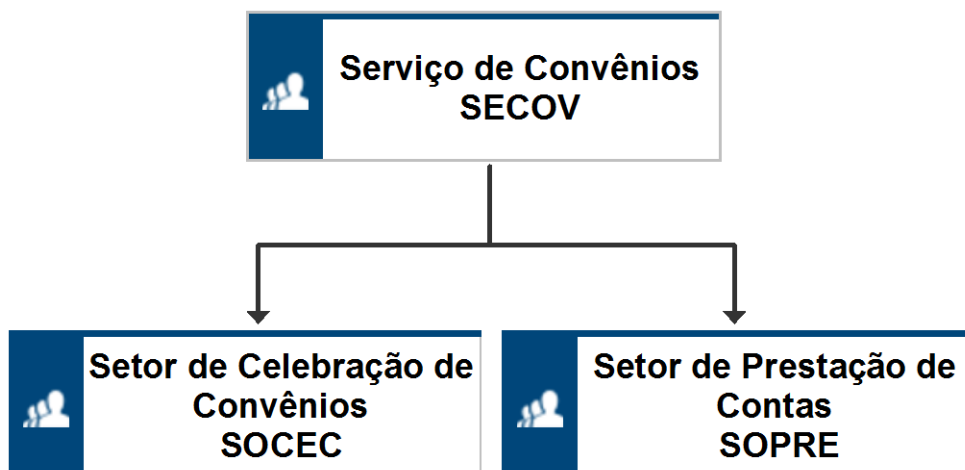 Serviço de Convênios
SECOV
Setor de Celebração de
Convênios
SOCEC
Setor de Prestação de
Contas
SOPRE